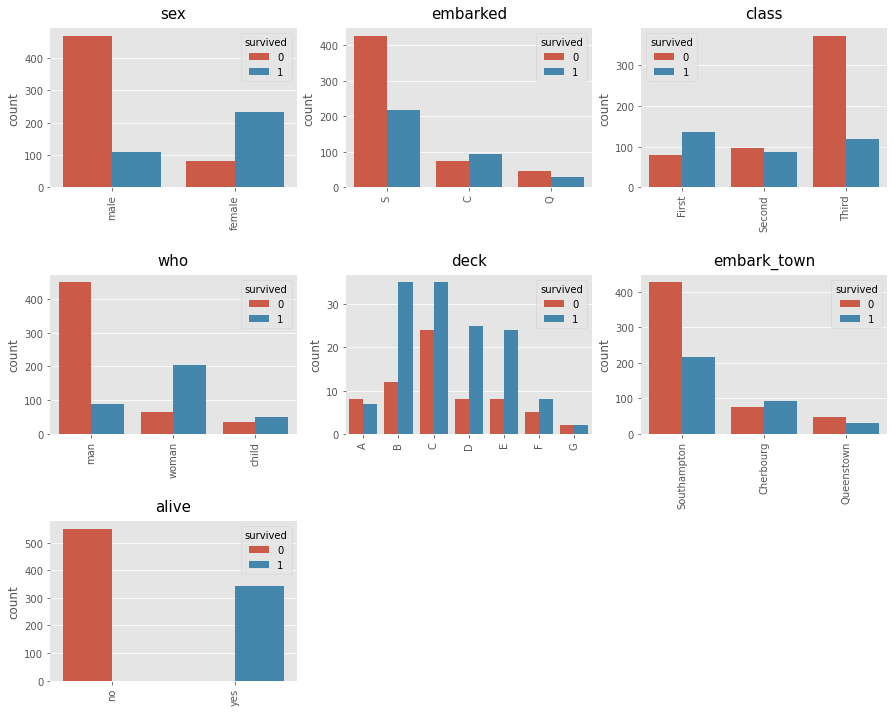 sex
count
400
300
200
100
0
male
female
survived
0
1
embarked
count
400
300
200
100
0
S
C
Q
survived
0
1
class
count
300
200
100
0
First
Second
Third
survived
0
1
who
count
400
300
200
100
0
man
woman
child
survived
0
1
deck
count
30
20
10
0
A
B
C
D
E
F
G
survived
0
1
embark_town
count
400
300
200
100
0
Southampton
Cherbourg
Queenstown
survived
0
1
alive
count
500
400
300
200
100
0
no
yes
survived
0
1